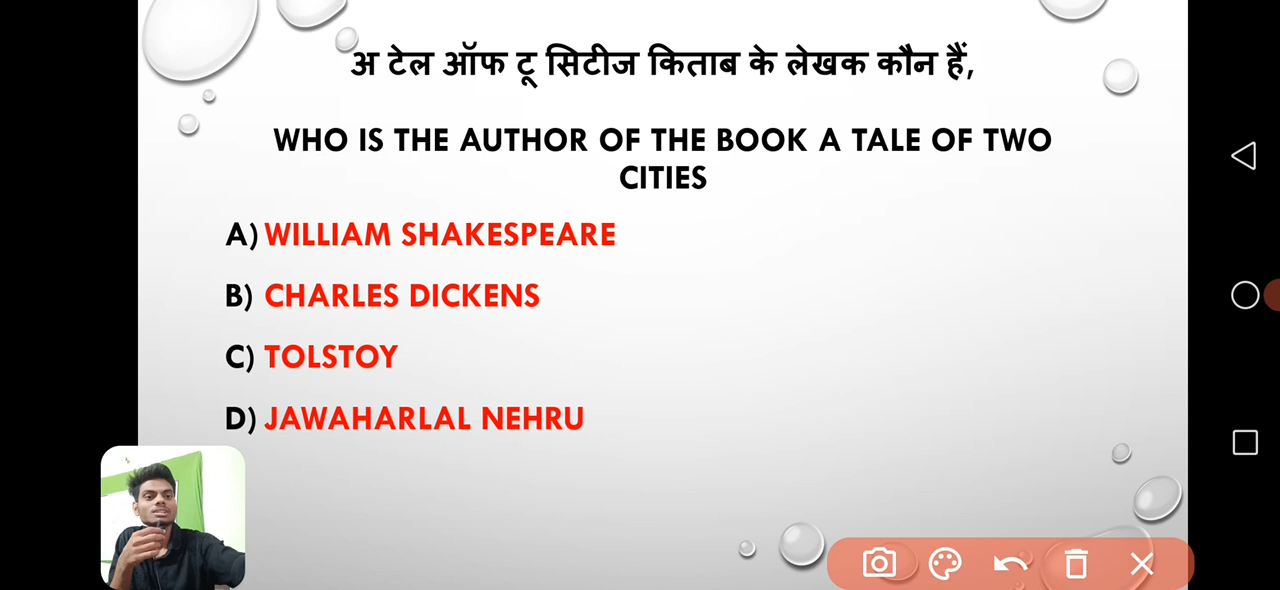 अ टेल ऑफ टू सिटीज किताब के लेखक कौन हैं,
WHO IS THE AUTHOR OF THE BOOK A TALE OF TWO
CITIES
A) WILLIAM SHAKESPEARE
B) CHARLES DICKENS
C) TOLSTOY
D) JAWAHARLAL NEHRU